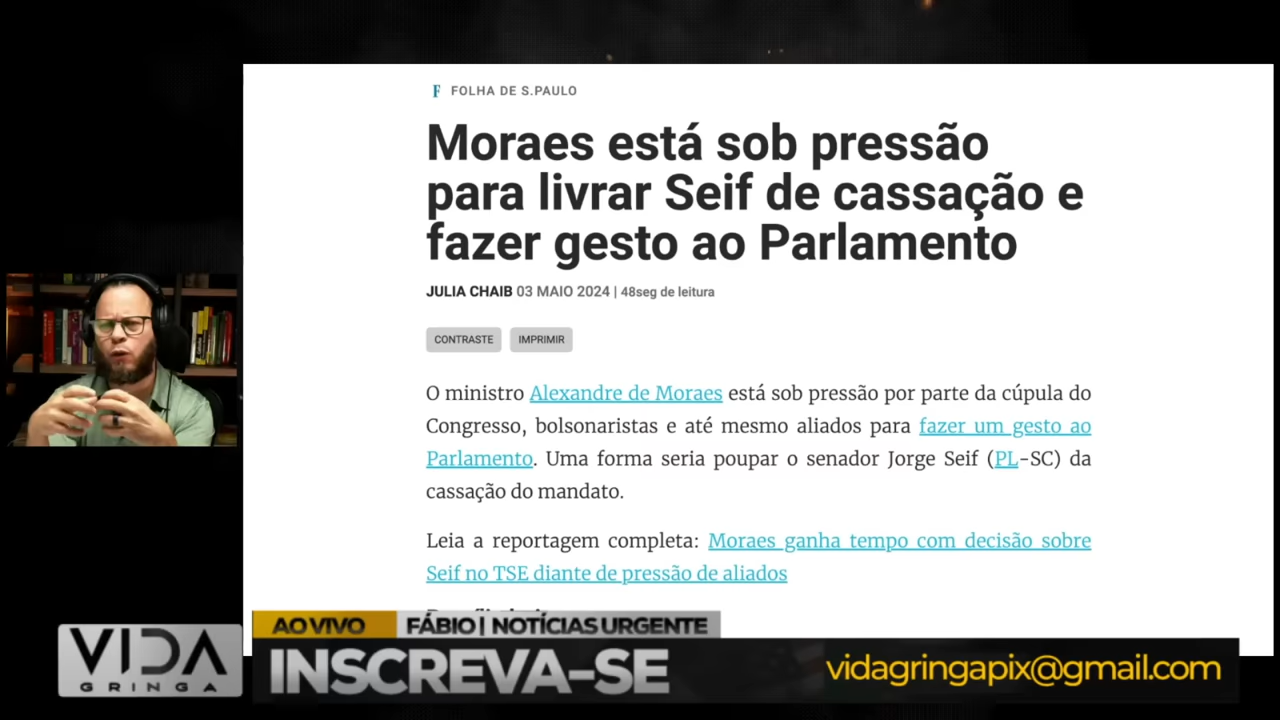 F FOLHA DE S.PAULO
Moraes está sob pressão
para livrar Seif de cassação e
fazer gesto ao Parlamento
JULIA CHAIB 03 MAIO 2024 | 48seg de leitura
CONTRASTE IMPRIMIR
O ministro Alexandre de Moraes está sob pressão por parte da cúpula do
Congresso, bolsonaristas e até mesmo aliados para fazer um gesto ao
Parlamento. Uma forma seria poupar o senador Jorge Seif (PL-SC) da
cassação do mandato.
Leia a reportagem completa: Moraes ganha tempo com decisão sobre
Seif no TSE diante de pressão de aliados
AO VIVO FÁBIO | NOTÍCIAS URGENTE
VIDA
GRINGA
INSCREVA-SE
vidagringapix@gmail.com